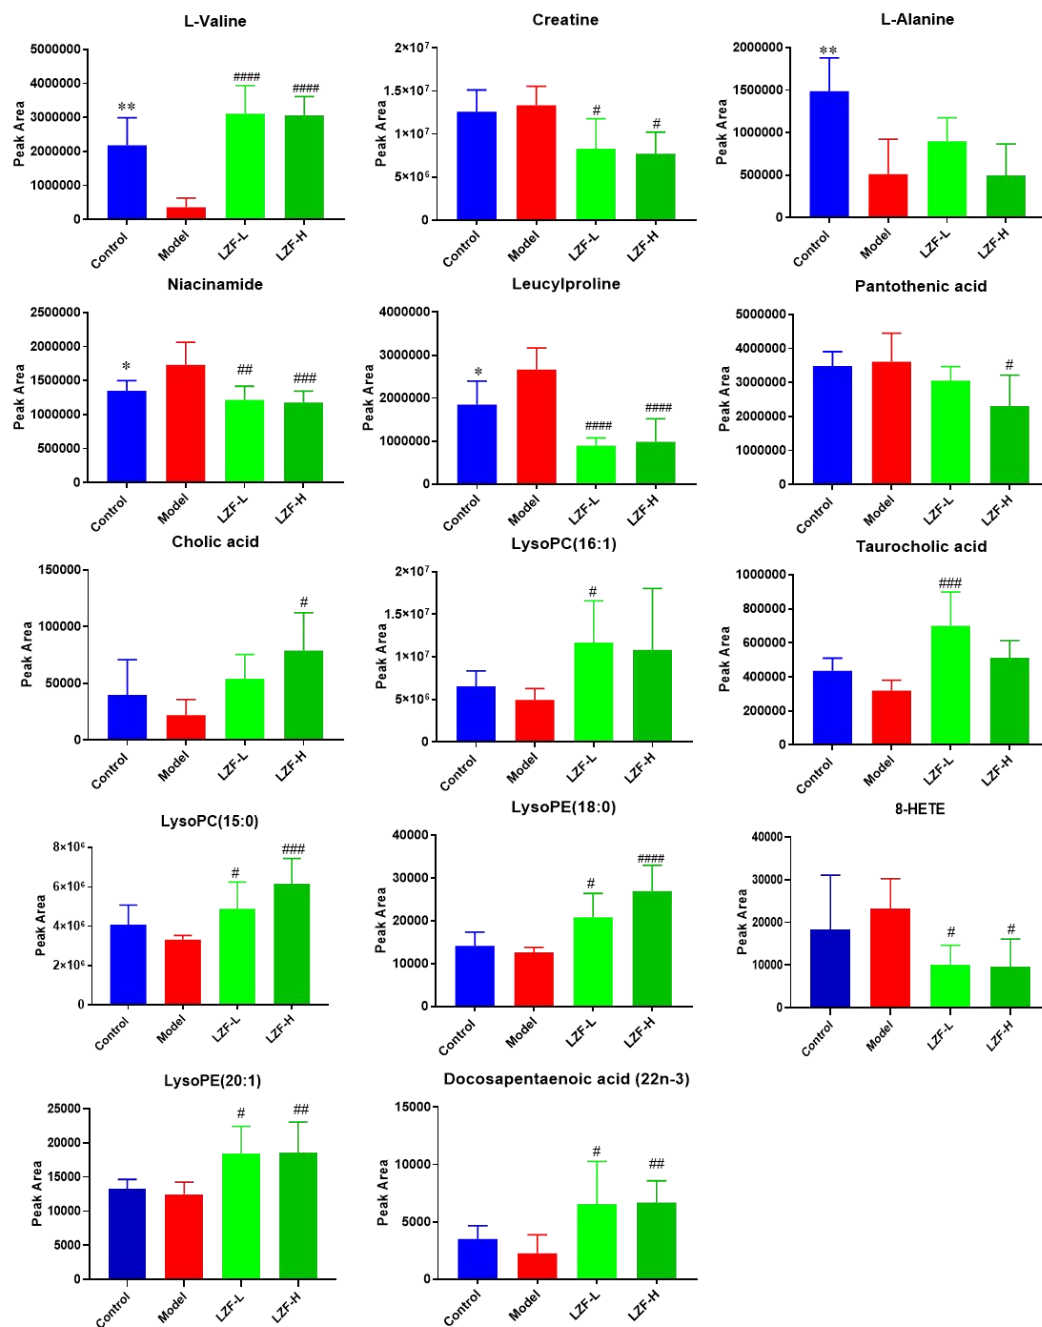 L-Valine
Peak Area
5000000
4000000
3000000
2000000
1000000
0
**
####
####
Control
Model
LZF-L
LZF-H
Creatine
Peak Area
2×10⁷
1.5×10⁷
1×10⁷
5×10⁶
0
#
#
Control
Model
LZF-L
LZF-H
L-Alanine
Peak Area
2000000
1500000
1000000
500000
0
**
Control
Model
LZF-L
LZF-H
Niacinamide
Peak Area
2500000
2000000
1500000
1000000
500000
0
*
##
###
Control
Model
LZF-L
LZF-H
Leucylproline
Peak Area
4000000
3000000
2000000
1000000
0
*
####
####
Control
Model
LZF-L
LZF-H
Pantothenic acid
Peak Area
5000000
4000000
3000000
2000000
1000000
0
#
Control
Model
LZF-L
LZF-H
Cholic acid
Peak Area
150000
100000
50000
0
#
Control
Model
LZF-L
LZF-H
LysoPC(16:1)
Peak Area
2×10⁷
1.5×10⁷
1×10⁷
5×10⁶
0
#
Control
Model
LZF-L
LZF-H
Taurocholic acid
Peak Area
1000000
800000
600000
400000
200000
0
###
Control
Model
LZF-L
LZF-H
LysoPC(15:0)
Peak Area
8×10⁶
6×10⁶
4×10⁶
2×10⁶
0
#
###
Control
Model
LZF-L
LZF-H
LysoPE(18:0)
Peak Area
40000
30000
20000
10000
0
#
####
Control
Model
LZF-L
LZF-H
8-HETE
Peak Area
40000
30000
20000
10000
0
#
#
Control
Model
LZF-L
LZF-H
LysoPE(20:1)
Peak Area
25000
20000
15000
10000
5000
0
#
##
Control
Model
LZF-L
LZF-H
Docosapentaenoic acid (22n-3)
Peak Area
15000
10000
5000
0
#
##
Control
Model
LZF-L
LZF-H